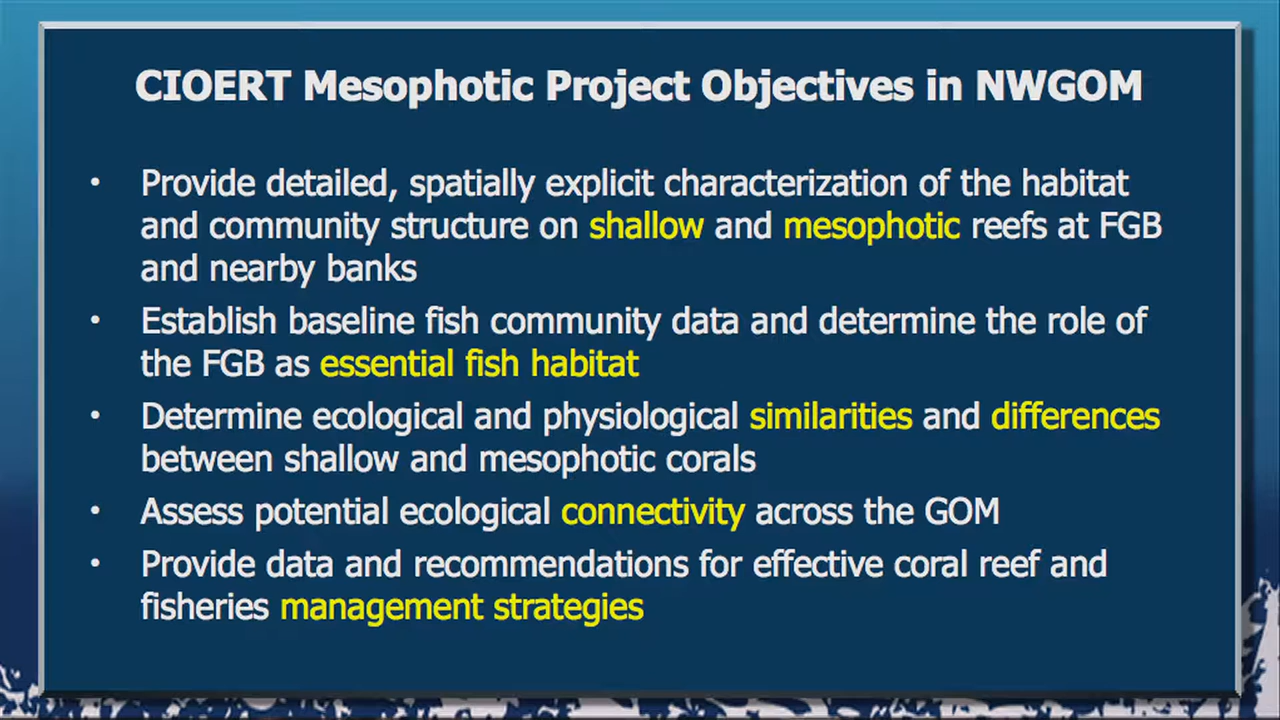 CIOERT Mesophotic Project Objectives in NWGOM
• Provide detailed, spatially explicit characterization of the habitat
and community structure on shallow and mesophotic reefs at FGB
and nearby banks
• Establish baseline fish community data and determine the role of
the FGB as essential fish habitat
• Determine ecological and physiological similarities and differences
between shallow and mesophotic corals
• Assess potential ecological connectivity across the GOM
• Provide data and recommendations for effective coral reef and
fisheries management strategies